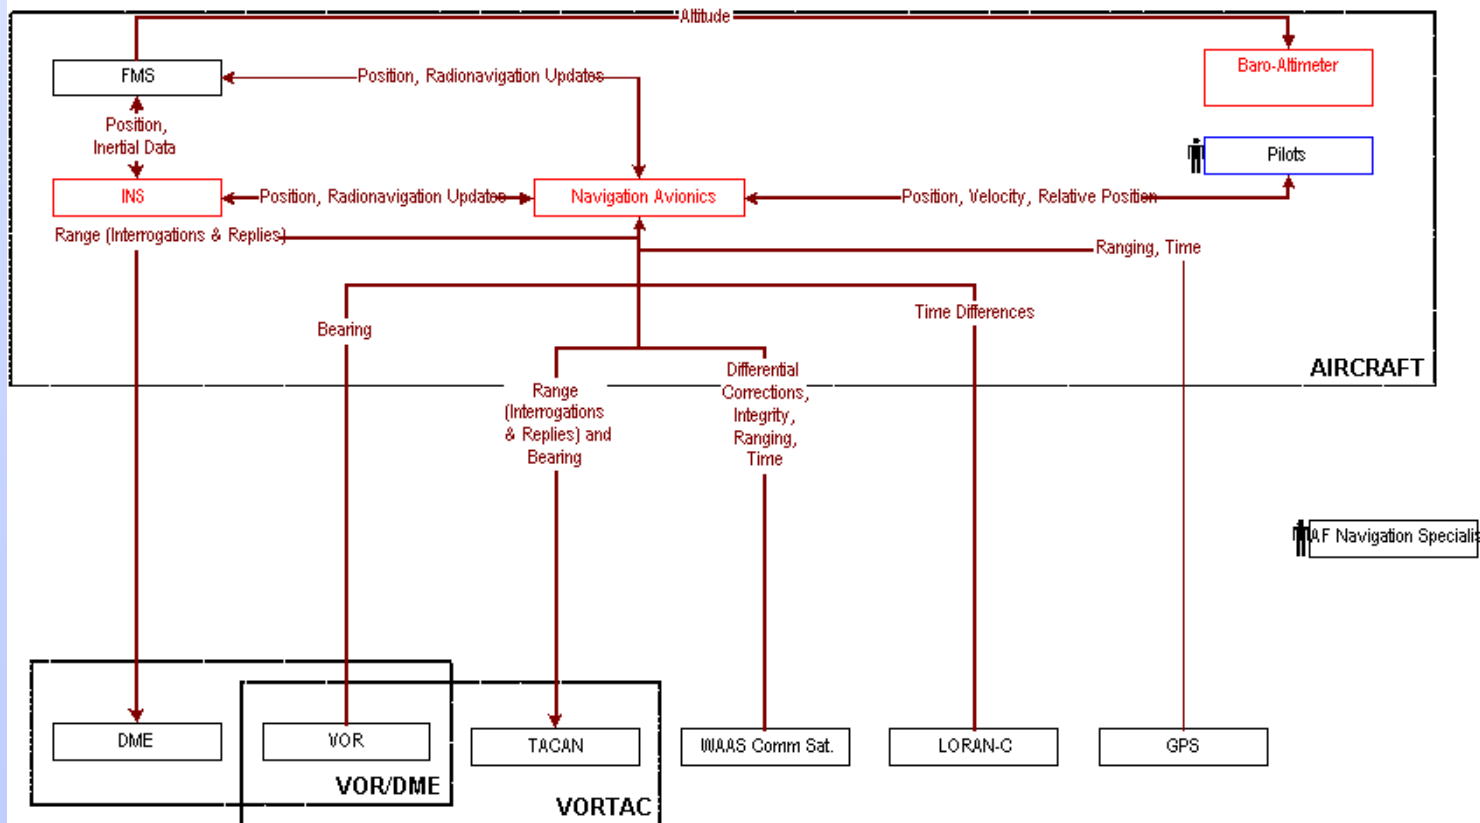 Altitude
FMS
Position, Radionavigation Updates
Baro-Altimeter
Position,
Inertial Data
Pilots
INS
Position, Radionavigation Updates
Navigation Avionics
Position, Velocity, Relative Position
Range (Interrogations & Replies)
Ranging, Time
Bearing
Time Differences
AIRCRAFT
Range
(Interrogations
& Replies) and
Bearing
Differential
Corrections,
Integrity,
Ranging,
Time
AF Navigation Specialis
DME
VOR
TACAN
WAAS Comm Sat.
LORAN-C
GPS
VOR/DME
VORTAC